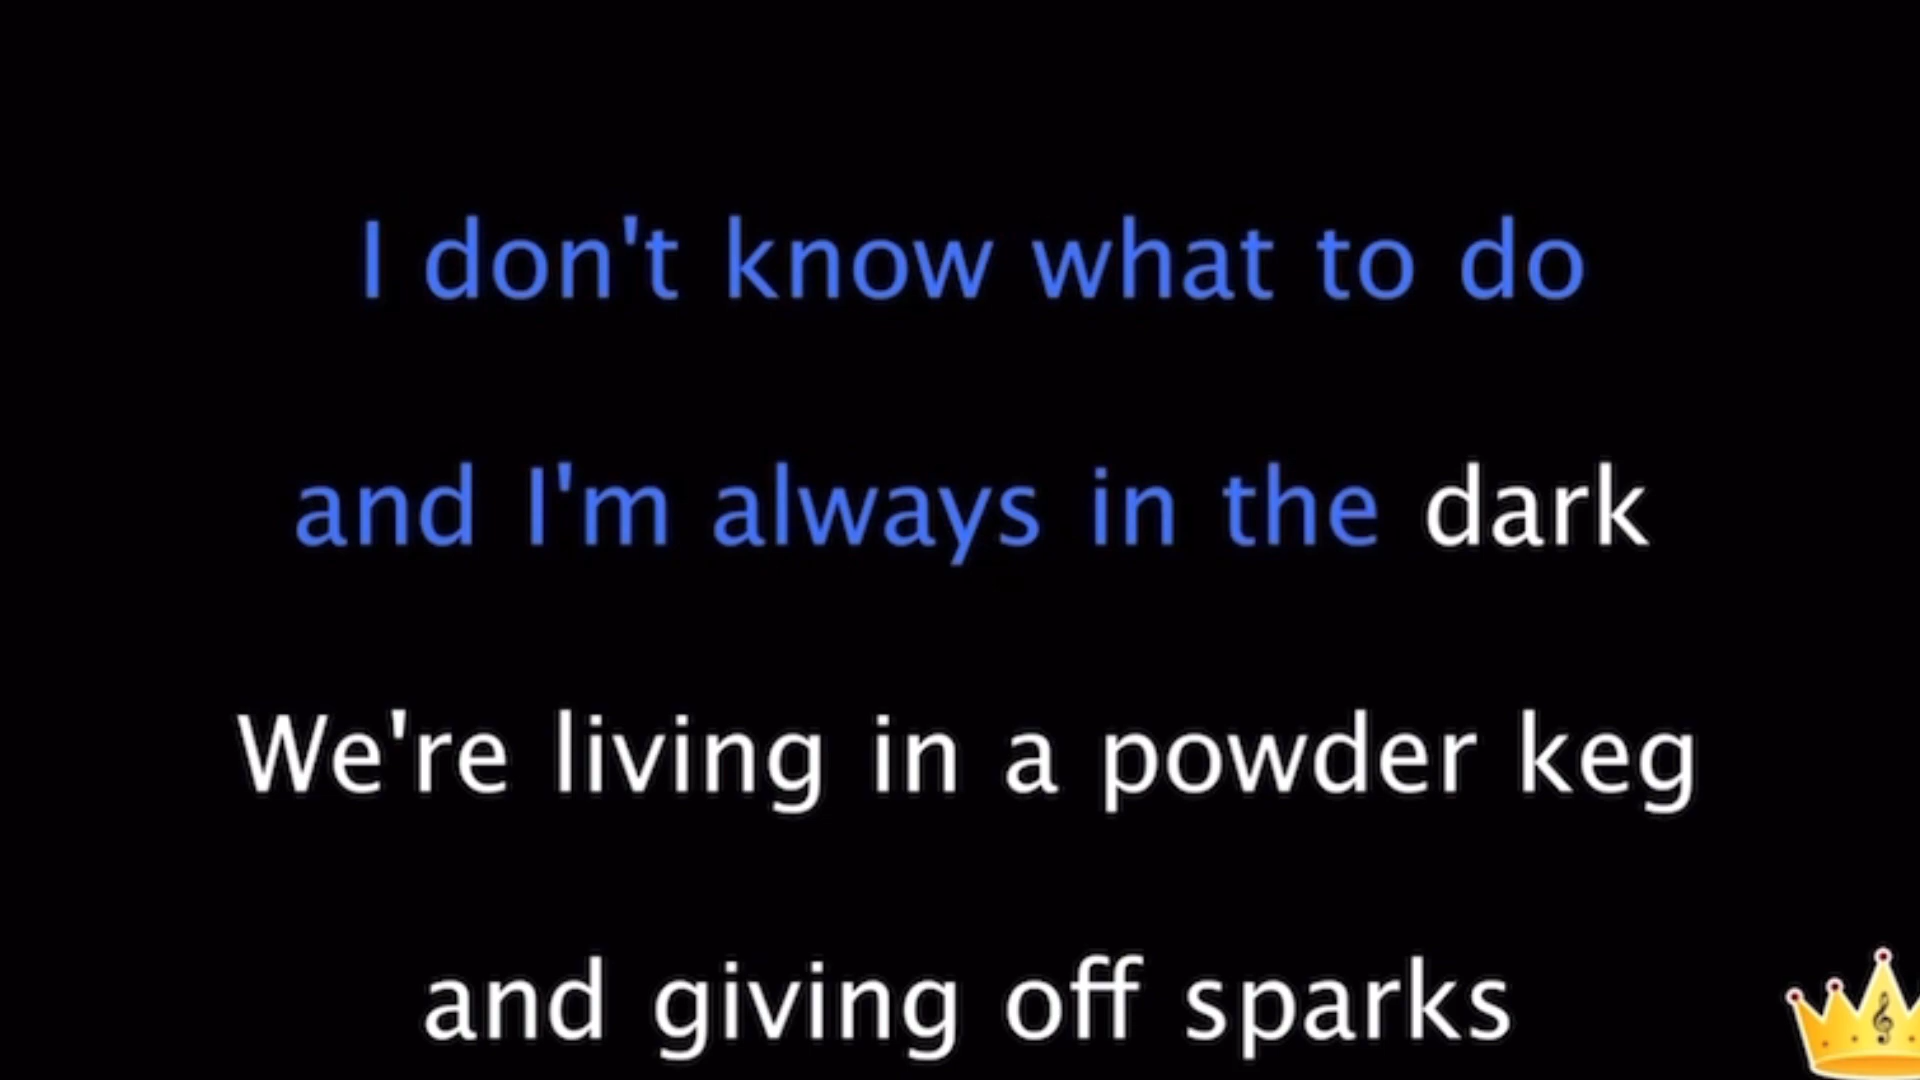 I don't know what to do
and I'm always in the dark
We're living in a powder keg
and giving off sparks